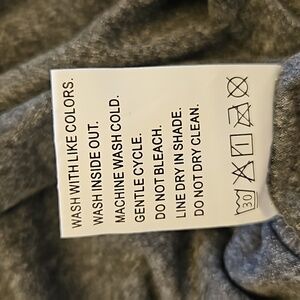 WASH WITH LIKE COLORS.
WASH INSIDE OUT.
MACHINE WASH COLD.
GENTLE CYCLE.
DO NOT BLEACH.
LINE DRY IN SHADE.
DO NOT DRY CLEAN.
30